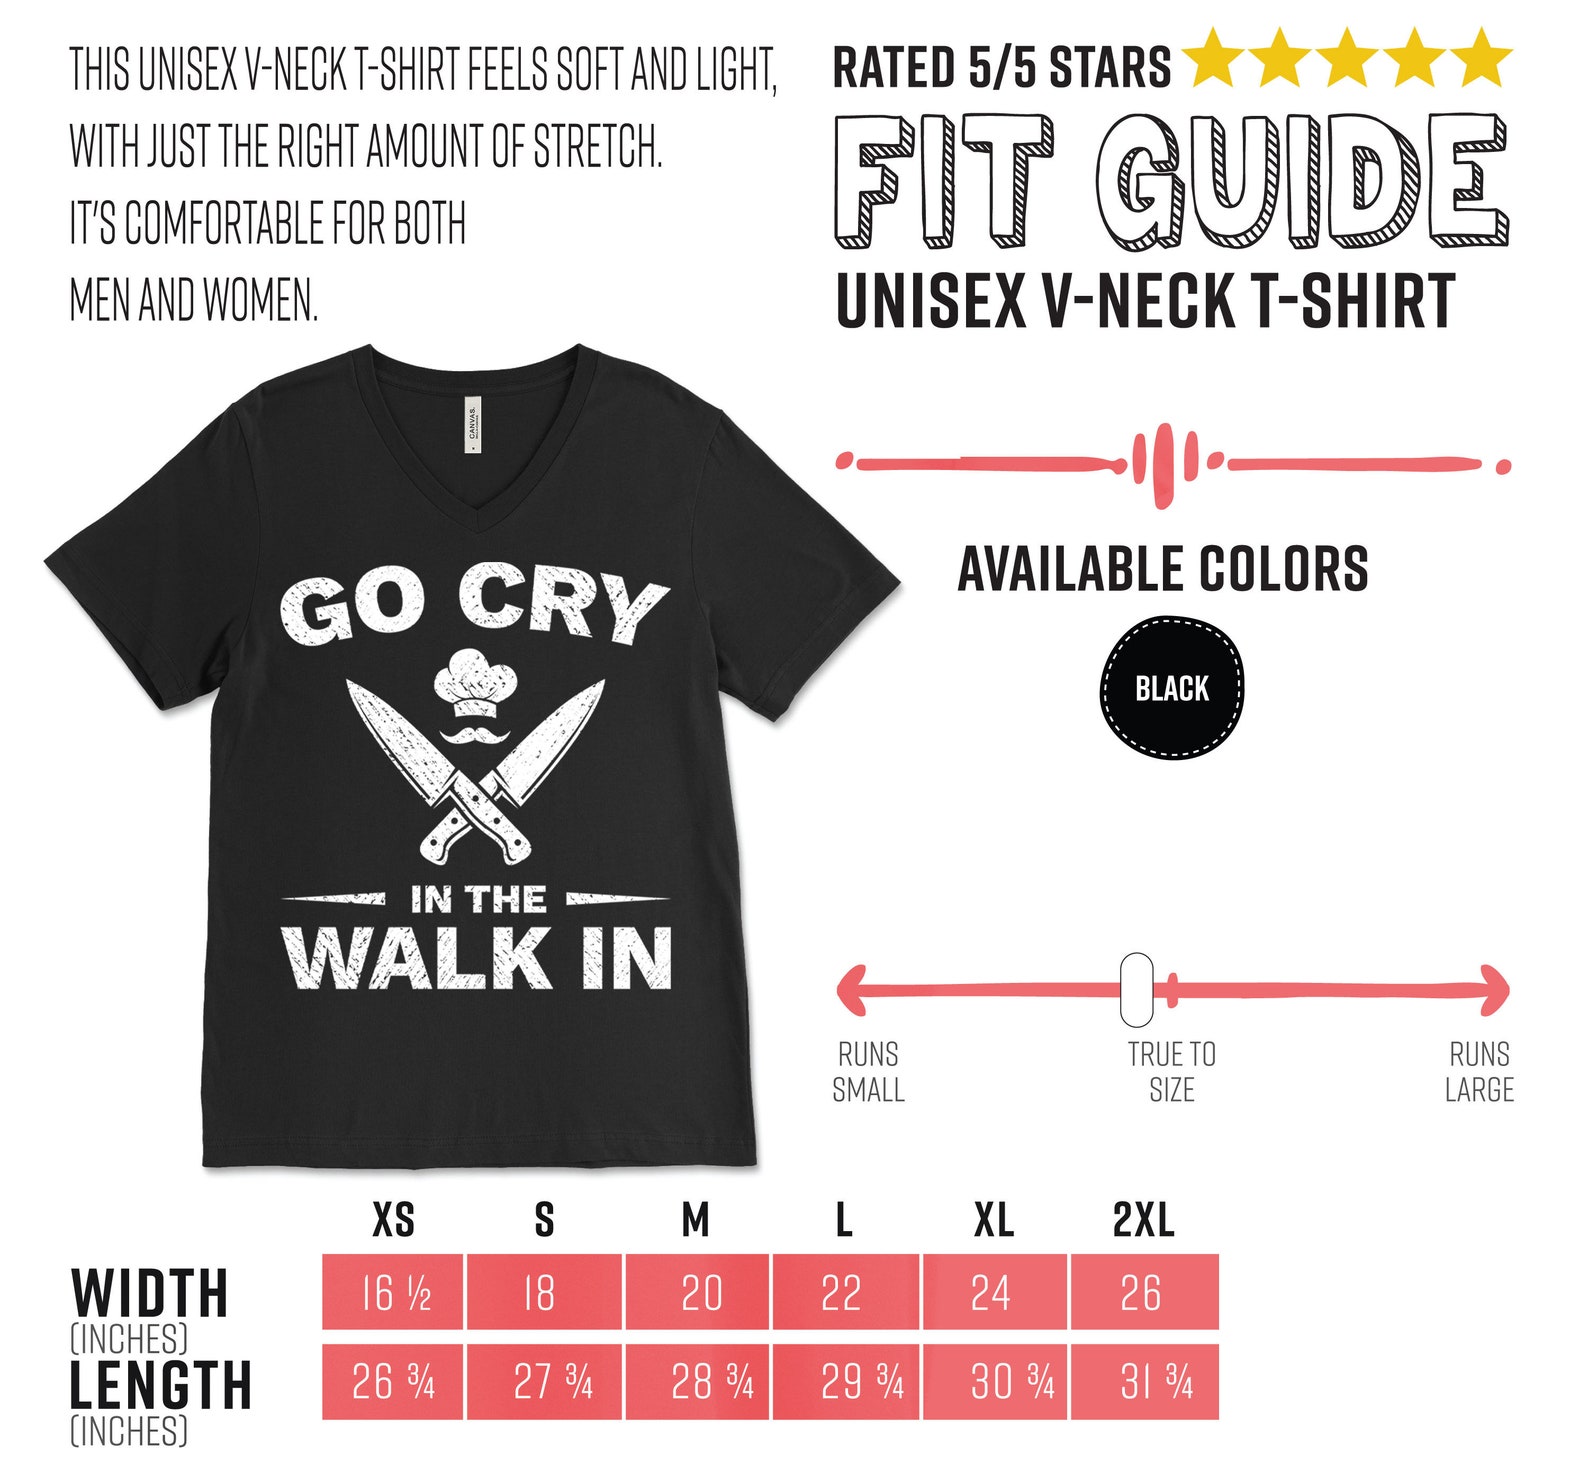 THIS UNISEX V-NECK T-SHIRT FEELS SOFT AND LIGHT,
WITH JUST THE RIGHT AMOUNT OF STRETCH.
IT'S COMFORTABLE FOR BOTH
MEN AND WOMEN.
RATED 5/5 STARS
FIT GUIDE
UNISEX V-NECK T-SHIRT
CANVAS.
GO CRY
IN THE
WALK IN
AVAILABLE COLORS
BLACK
RUNS SMALL
TRUE TO SIZE
RUNS LARGE
XS S M L XL 2XL
WIDTH 16 ½ 18 20 22 24 26
(INCHES)
LENGTH 26 ¾ 27 ¾ 28 ¾ 29 ¾ 30 ¾ 31 ¾
(INCHES)